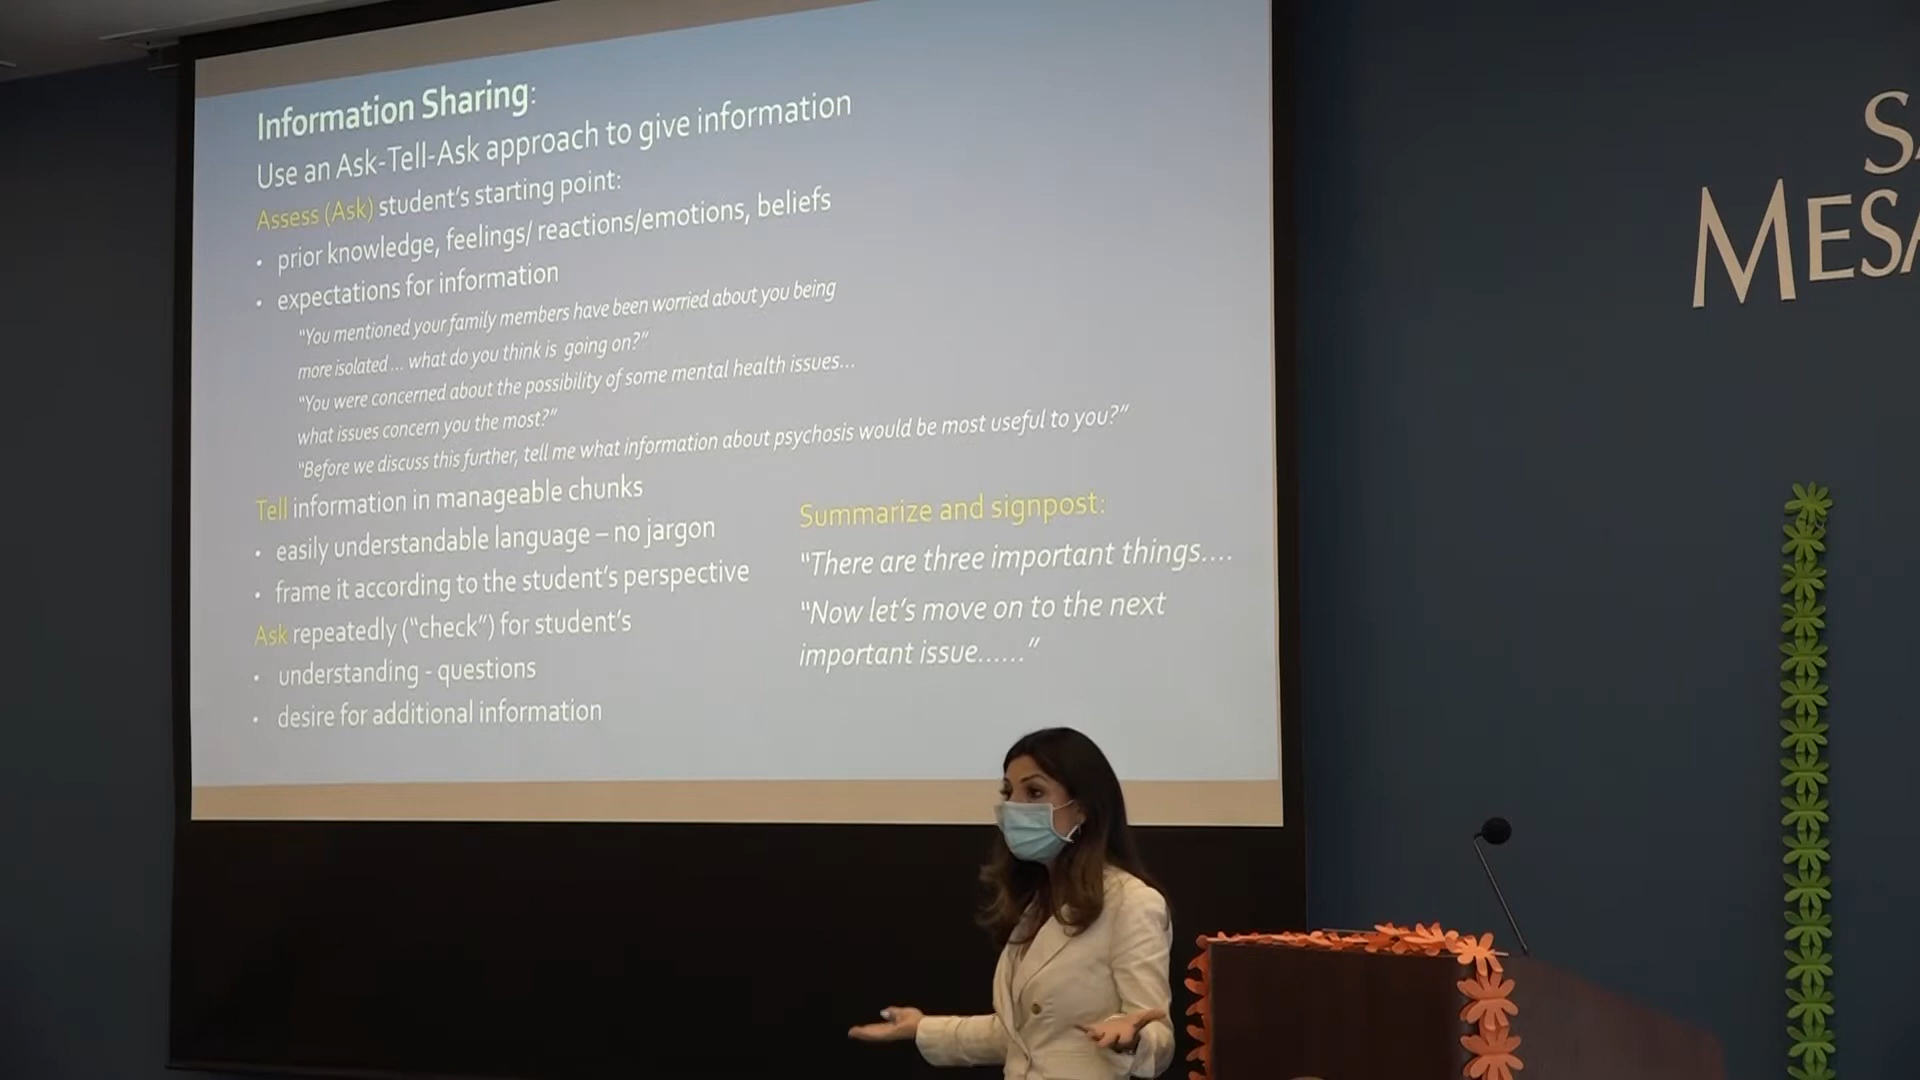 Information Sharing:
Use an Ask-Tell-Ask approach to give information
Assess (Ask) student's starting point:
• prior knowledge, feelings/ reactions/emotions, beliefs
• expectations for information
"You mentioned your family members have been worried about you being
more isolated ... what do you think is going on?"
"You were concerned about the possibility of some mental health issues...
what issues concern you the most?"
"Before we discuss this further, tell me what information about psychosis would be most useful to you?"
Tell information in manageable chunks
• easily understandable language – no jargon
• frame it according to the student's perspective
Ask repeatedly ("check") for student's
• understanding - questions
• desire for additional information
Summarize and signpost:
"There are three important things....
"Now let's move on to the next
important issue......"